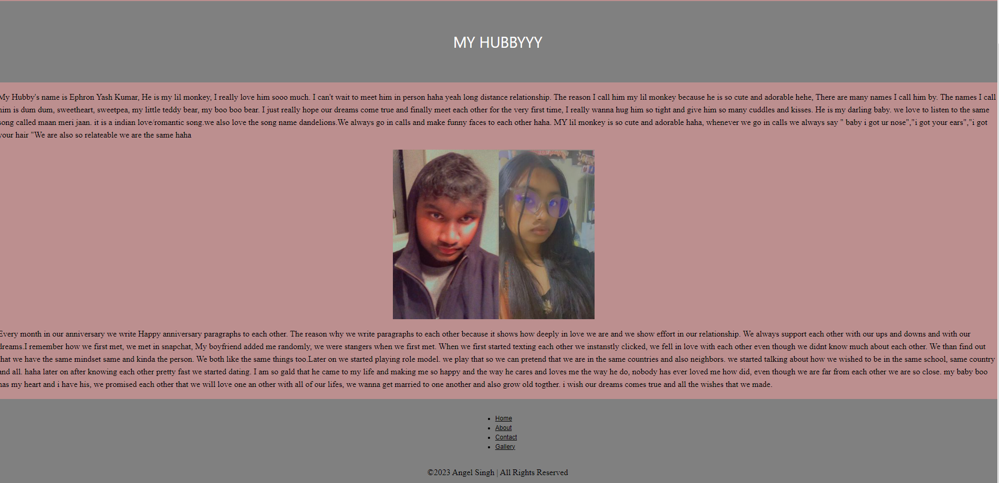 MY HUBBYYY
My Hubby's name is Ephron Yash Kumar, He is my lil monkey, I really love him sooo much. I can't wait to meet him in person haha yeah long distance relationship. The reason I call him my lil monkey because he is so cute and adorable hehe, There are many names I call him by. The names I call
him is dum dum, sweetheart, sweetpea, my little teddy bear, my boo boo bear. I just really hope our dreams come true and finally meet each other for the very first time, I really wanna hug him so tight and give him so many cuddles and kisses. He is my darling baby. we love to listen to the same
song called maan meri jaan. it is a indian love/romantic song.we also love the song name dandelions.We always go in calls and make funny faces to each other haha. MY lil monkey is so cute and adorable haha, whenever we go in calls we always say " baby i got ur nose","i got your ears","i got
your hair "We are also so relateable we are the same haha
Every month in our anniversary we write Happy anniversary paragraphs to each other. The reason why we write paragraphs to each other because it shows how deeply in love we are and we show effort in our relationship. We always support each other with our ups and downs and with our
dreams.I remember how we first met, we met in snapchat, My boyfriend added me randomly, we were stangers when we first met. When we first started texting each other we instanstly clicked, we fell in love with each other even though we didnt know much about each other. We than find out
that we have the same mindset same and kinda the person. We both like the same things too.Later on we started playing role model. we play that so we can pretend that we are in the same countries and also neighbors. we started talking about how we wished to be in the same school, same country
and all. haha later on after knowing each other pretty fast we started dating. I am so gald that he came to my life and making me so happy and the way he cares and loves me the way he do, nobody has ever loved me how did, even though we are far from each other we are so close. my baby boo
has my heart and i have his, we promised each other that we will love one an other with all of our lifes, we wanna get married to one another and also grow old togther. i wish our dreams comes true and all the wishes that we made.
Home
About
Contact
Gallery
©2023 Angel Singh | All Rights Reserved